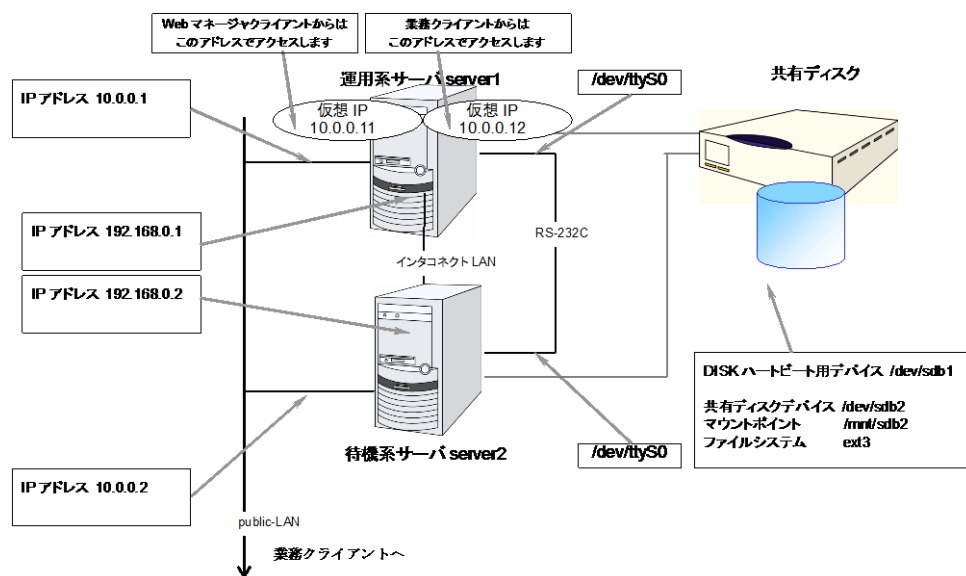 Web マネージャクライアントからは
このアドレスでアクセスします
業務クライアントからは
このアドレスでアクセスします
運用系サーバ server1
/dev/ttyS0
共有ディスク
IP アドレス 10.0.0.1
仮想 IP
10.0.0.11
仮想 IP
10.0.0.12
IP アドレス 192.168.0.1
RS-232C
インタコネクト LAN
IP アドレス 192.168.0.2
DISK ハートビート用デバイス /dev/sdb1
共有ディスクデバイス /dev/sdb2
マウントポイント /mnt/sdb2
ファイルシステム ext3
待機系サーバ server2
/dev/ttyS0
IP アドレス 10.0.0.2
public-LAN
業務クライアントへ